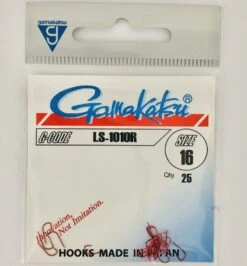 gamakatsu
g
Gamakatsu®
G-CODE LS-1010R
SIZE
16
Qty. 25
Innovation,
Not Imitation.
HOOKS MADE IN JAPAN